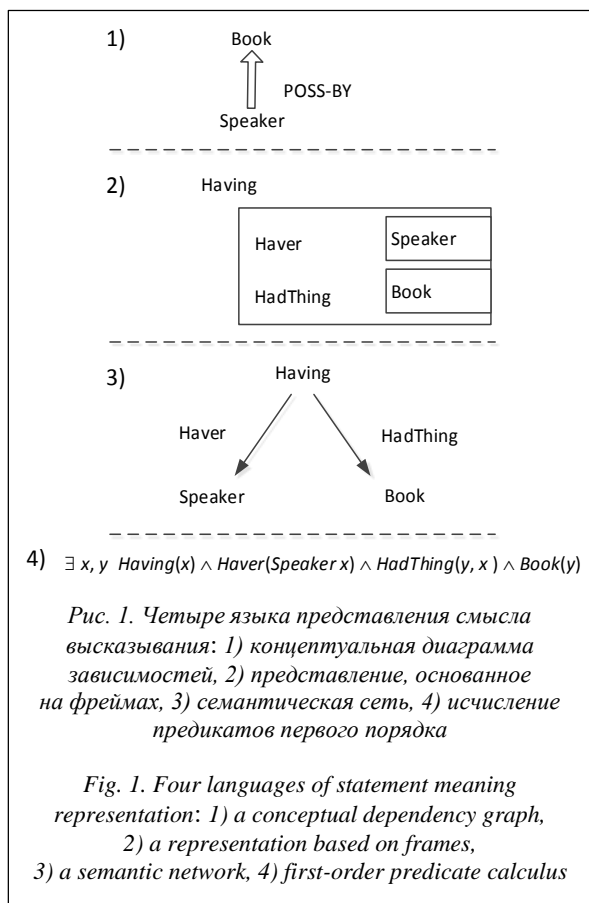 1)
Book
POSS-BY
Speaker
2)
Having
Haver Speaker
HadThing Book
3)
Having
Haver HadThing
Speaker Book
4) ∃ x, y Having(x) ∧ Haver(Speaker x) ∧ HadThing(y, x ) ∧ Book(y)
Рис. 1. Четыре языка представления смысла
высказывания: 1) концептуальная диаграмма
зависимостей, 2) представление, основанное
на фреймах, 3) семантическая сеть, 4) исчисление
предикатов первого порядка
Fig. 1. Four languages of statement meaning
representation: 1) a conceptual dependency graph,
2) a representation based on frames,
3) a semantic network, 4) first-order predicate calculus